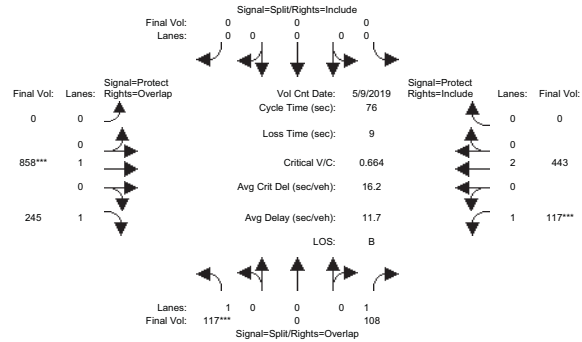 Signal=Split/Rights=Include
Final Vol: 0 0 0
Lanes: 0 0 0 0 0
Signal=Protect Signal=Protect
Final Vol: Lanes: Rights=Overlap Vol Cnt Date: 5/9/2019 Rights=Include Lanes: Final Vol:
Cycle Time (sec): 76
0 0 0 0
Loss Time (sec): 9
0 0
858*** 1 Critical V/C: 0.664 2 443
0 Avg Crit Del (sec/veh): 16.2 0
245 1 Avg Delay (sec/veh): 11.7 1 117***
LOS: B
Lanes: 1 0 0 0 1
Final Vol: 117*** 0 108
Signal=Split/Rights=Overlap